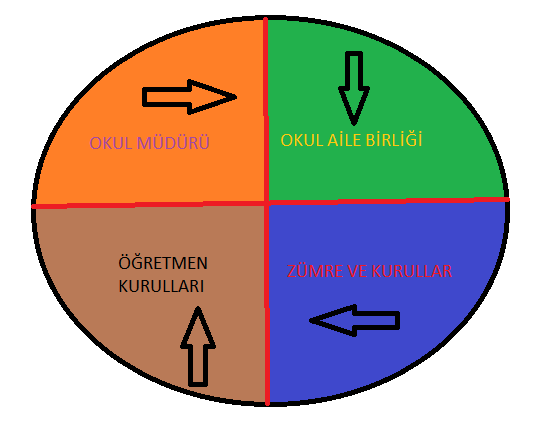 OKUL MÜDÜRÜ
OKUL AİLE BİRLİĞİ
ÖĞRETMEN
KURULLARI
ZÜMRE VE KURULLAR